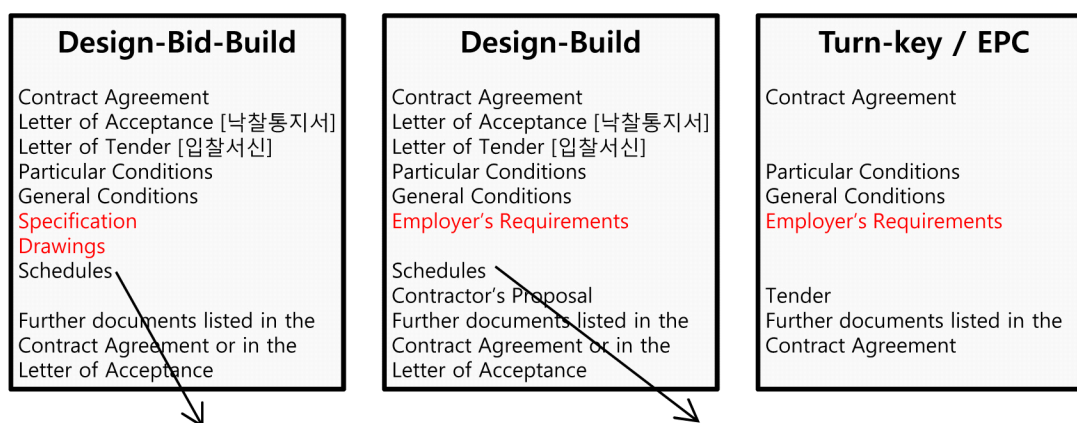 Design-Bid-Build
Contract Agreement
Letter of Acceptance [낙찰통지서]
Letter of Tender [입찰서신]
Particular Conditions
General Conditions
Specification
Drawings
Schedules
Further documents listed in the
Contract Agreement or in the
Letter of Acceptance
Design-Build
Contract Agreement
Letter of Acceptance [낙찰통지서]
Letter of Tender [입찰서신]
Particular Conditions
General Conditions
Employer's Requirements
Schedules
Contractor's Proposal
Further documents listed in the
Contract Agreement or in the
Letter of Acceptance
Turn-key / EPC
Contract Agreement
Particular Conditions
General Conditions
Employer's Requirements
Tender
Further documents listed in the
Contract Agreement